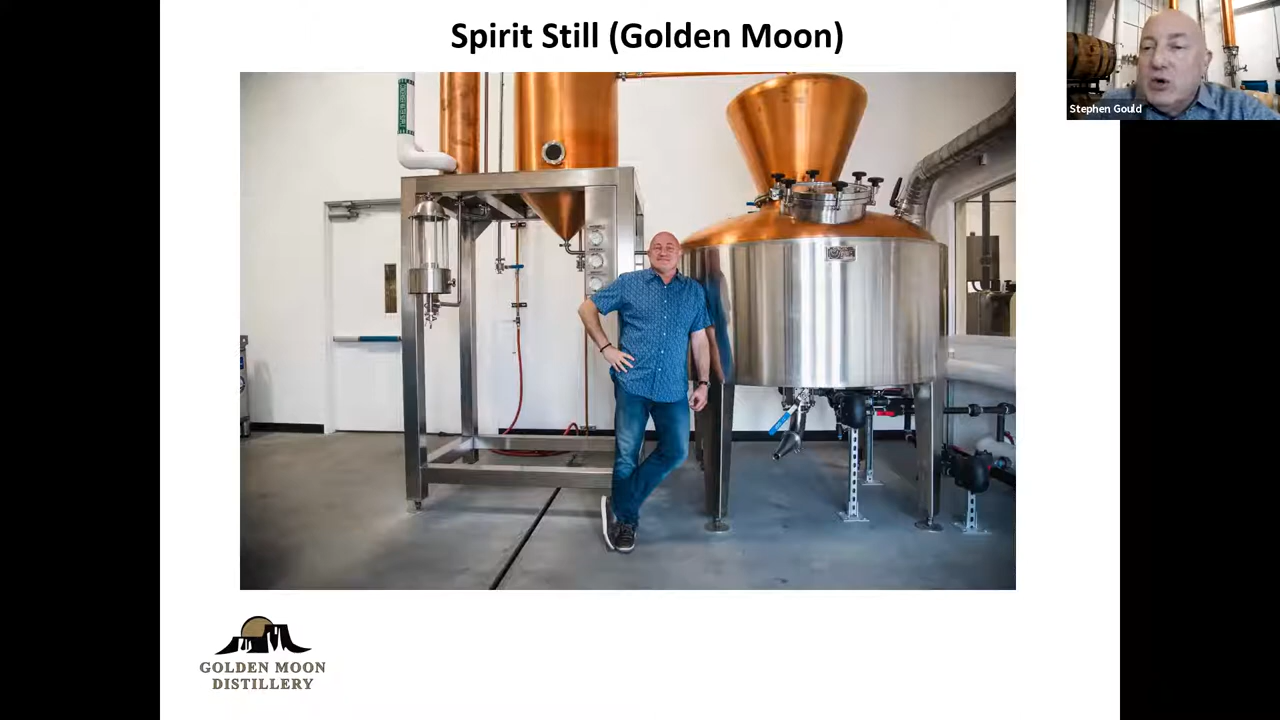 Spirit Still (Golden Moon)
Stephen Gould
GOLDEN MOON
DISTILLERY